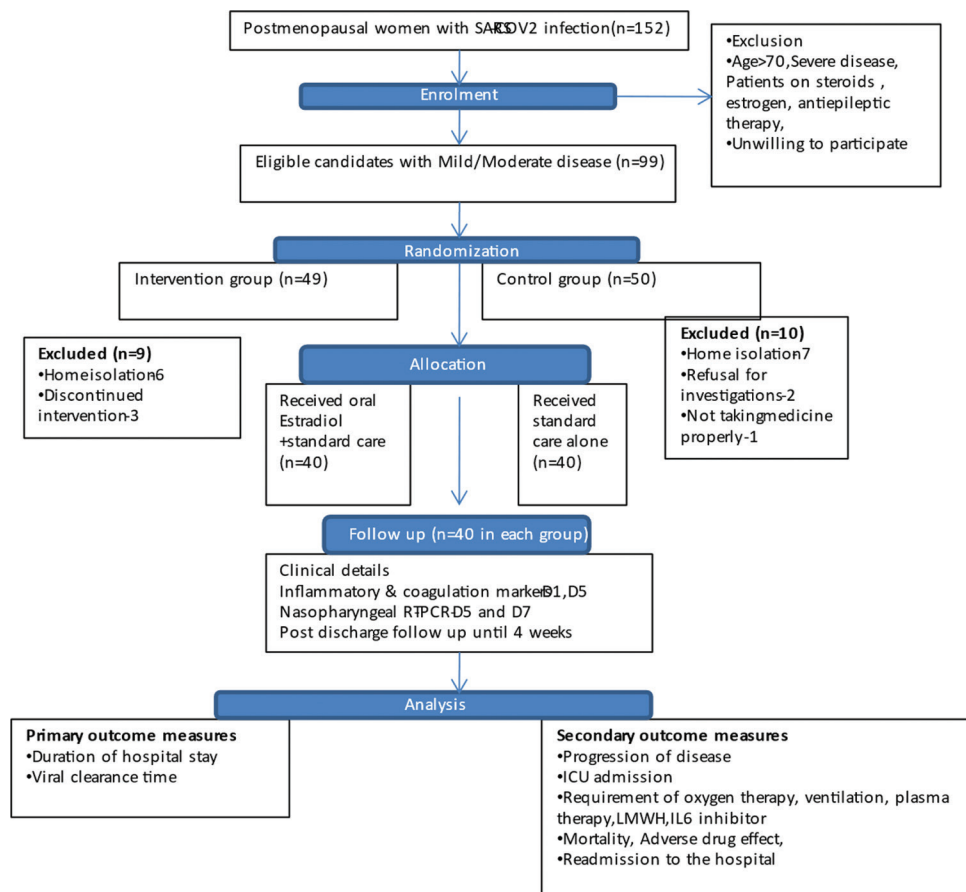 Postmenopausal women with SARS-COV2 infection(n=152)
•Exclusion
•Age>70,Severe disease,
Patients on steroids ,
estrogen, antiepileptic
therapy,
•Unwilling to participate
Enrolment
Eligible candidates with Mild/Moderate disease (n=99)
Randomization
Intervention group (n=49)
Control group (n=50)
Excluded (n=9)
•Homeisolation-6
•Discontinued
intervention-3
Excluded (n=10)
•Home isolation-7
•Refusal for
investigations-2
•Not takingmedicine
properly-1
Allocation
Received oral
Estradiol
+standard care
(n=40)
Received
standard
care alone
(n=40)
Follow up (n=40 in each group)
Clinical details
Inflammatory & coagulation markers-D1,D5
Nasopharyngeal RT-PCR-D5 and D7
Post discharge follow up until 4 weeks
Analysis
Primary outcome measures
•Duration of hospital stay
•Viral clearance time
Secondary outcome measures
•Progression of disease
•ICU admission
•Requirement of oxygen therapy, ventilation, plasma
therapy,LMWH,IL6 inhibitor
•Mortality, Adverse drug effect,
•Readmission to the hospital